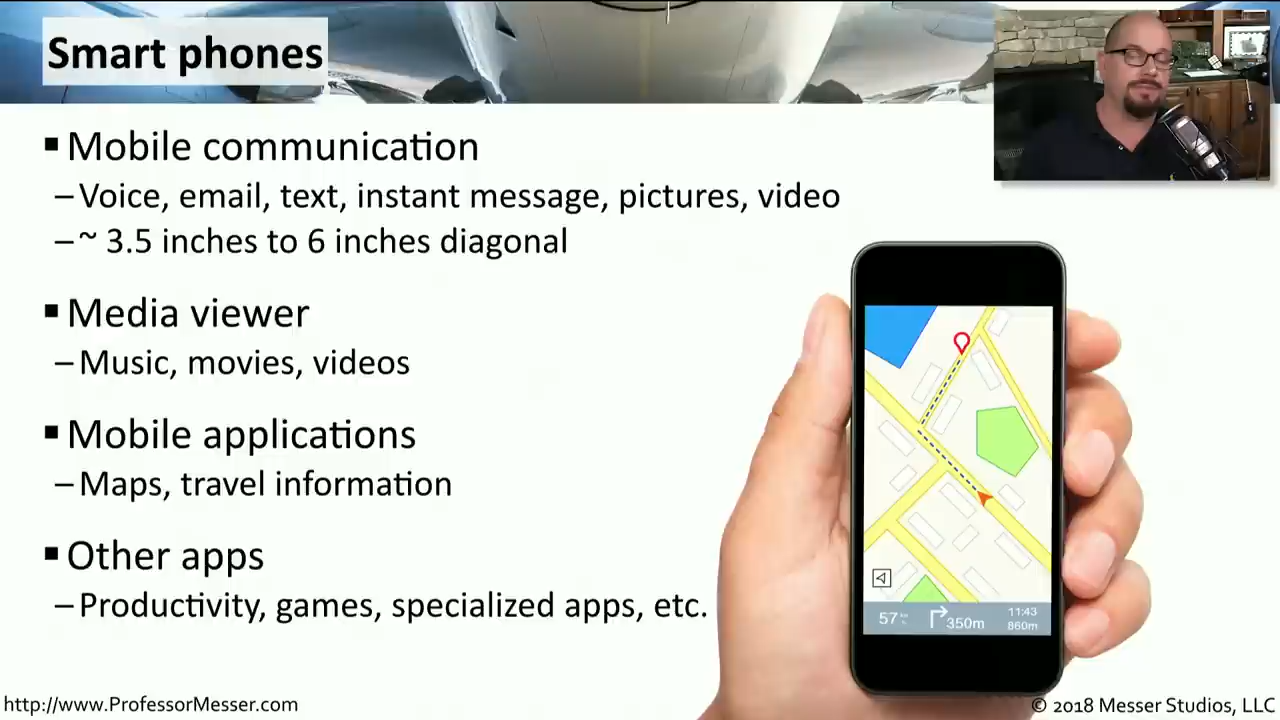 Smart phones
▪ Mobile communication
– Voice, email, text, instant message, pictures, video
– ~ 3.5 inches to 6 inches diagonal
▪ Media viewer
– Music, movies, videos
▪ Mobile applications
– Maps, travel information
▪ Other apps
– Productivity, games, specialized apps, etc.
57
350m
11:43
860m
http://www.ProfessorMesser.com
© 2018 Messer Studios, LLC